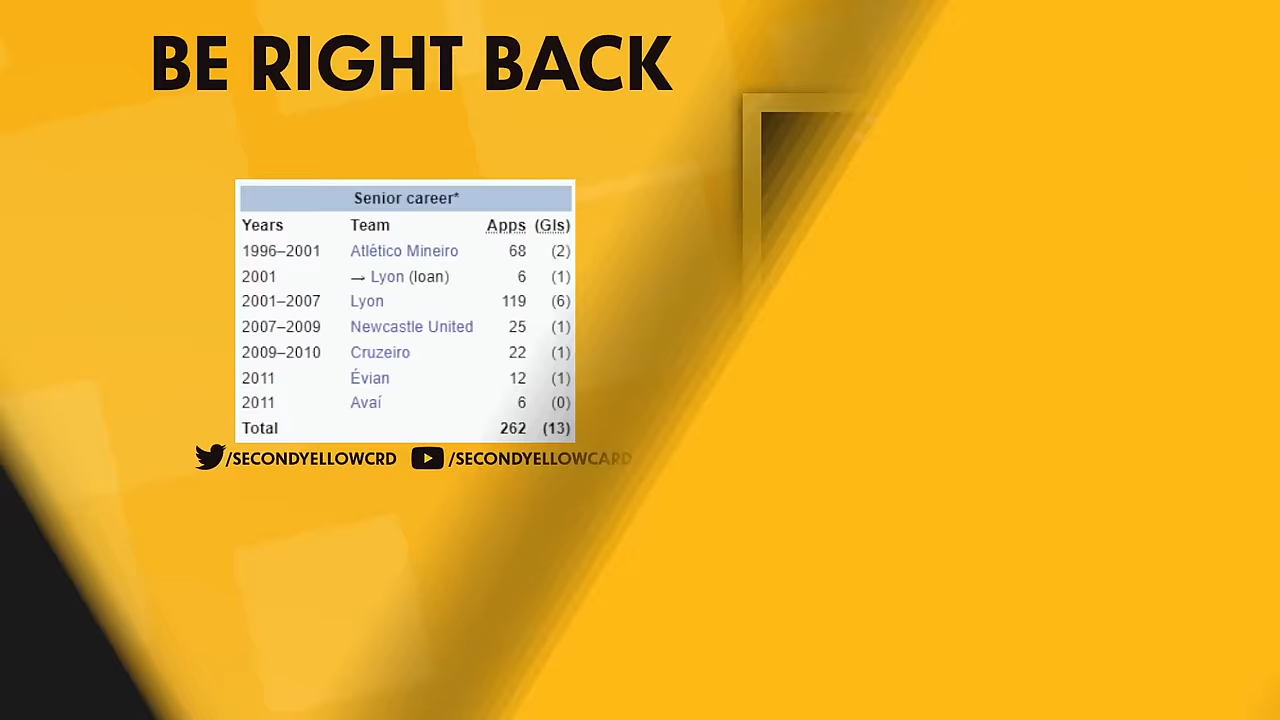 BE RIGHT BACK
Senior career*
Years Team Apps (Gls)
1996–2001 Atlético Mineiro 68 (2)
2001 → Lyon (loan) 6 (1)
2001–2007 Lyon 119 (6)
2007–2009 Newcastle United 25 (1)
2009–2010 Cruzeiro 22 (1)
2011 Évian 12 (1)
2011 Avaí 6 (0)
Total 262 (13)
/SECONDYELLOWCRD /SECONDYELLOWCARD